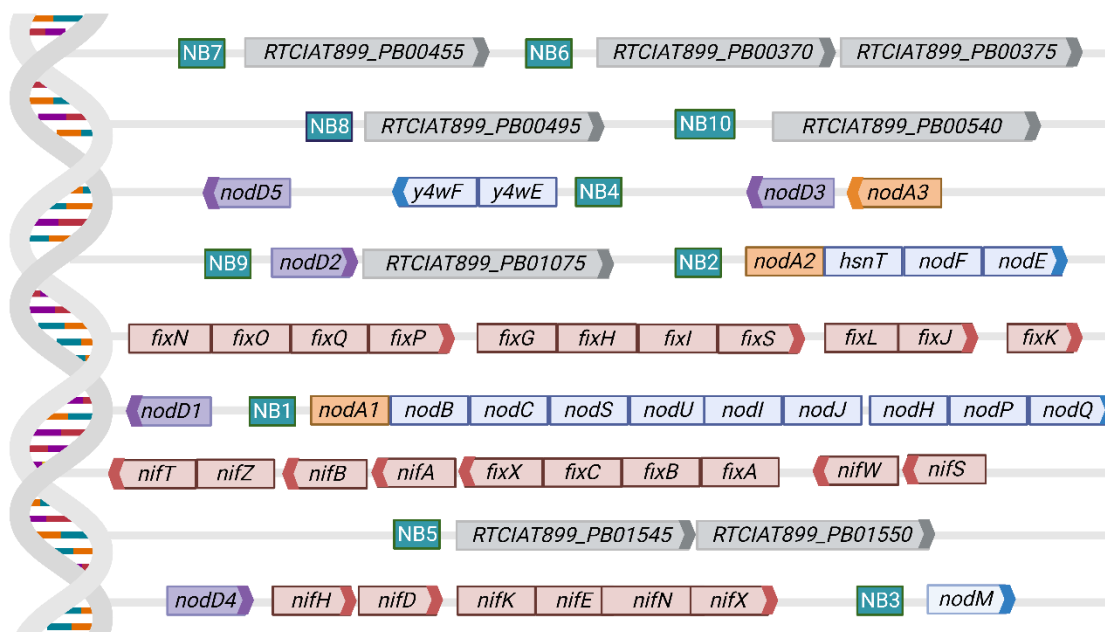 NB7 RTCIAT899_PB00455 NB6 RTCIAT899_PB00370 RTCIAT899_PB00375
NB8 RTCIAT899_PB00495 NB10 RTCIAT899_PB00540
nodD5 y4wF y4wE NB4 nodD3 nodA3
NB9 nodD2 RTCIAT899_PB01075 NB2 nodA2 hsnT nodF nodE
fixN fixO fixQ fixP fixG fixH fixI fixS fixL fixJ fixK
nodD1 NB1 nodA1 nodB nodC nodS nodU nodI nodJ nodH nodP nodQ
nifT nifZ nifB nifA fixX fixC fixB fixA nifW nifS
NB5 RTCIAT899_PB01545 RTCIAT899_PB01550
nodD4 nifH nifD nifK nifE nifN nifX NB3 nodM